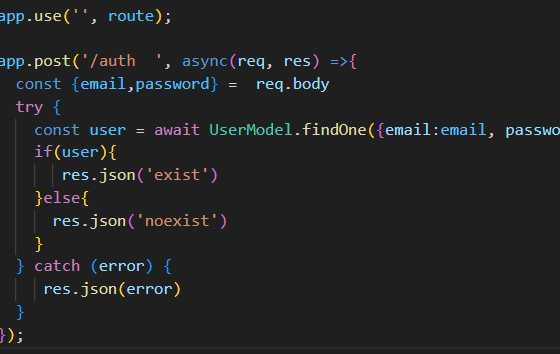 app.use('', route);
app.post('/auth  ', async(req, res) =>{
const {email,password} =  req.body
try {
const user = await UserModel.findOne({email:email, passwo
if(user){
res.json('exist')
}else{
res.json('noexist')
}
} catch (error) {
res.json(error)
}
});